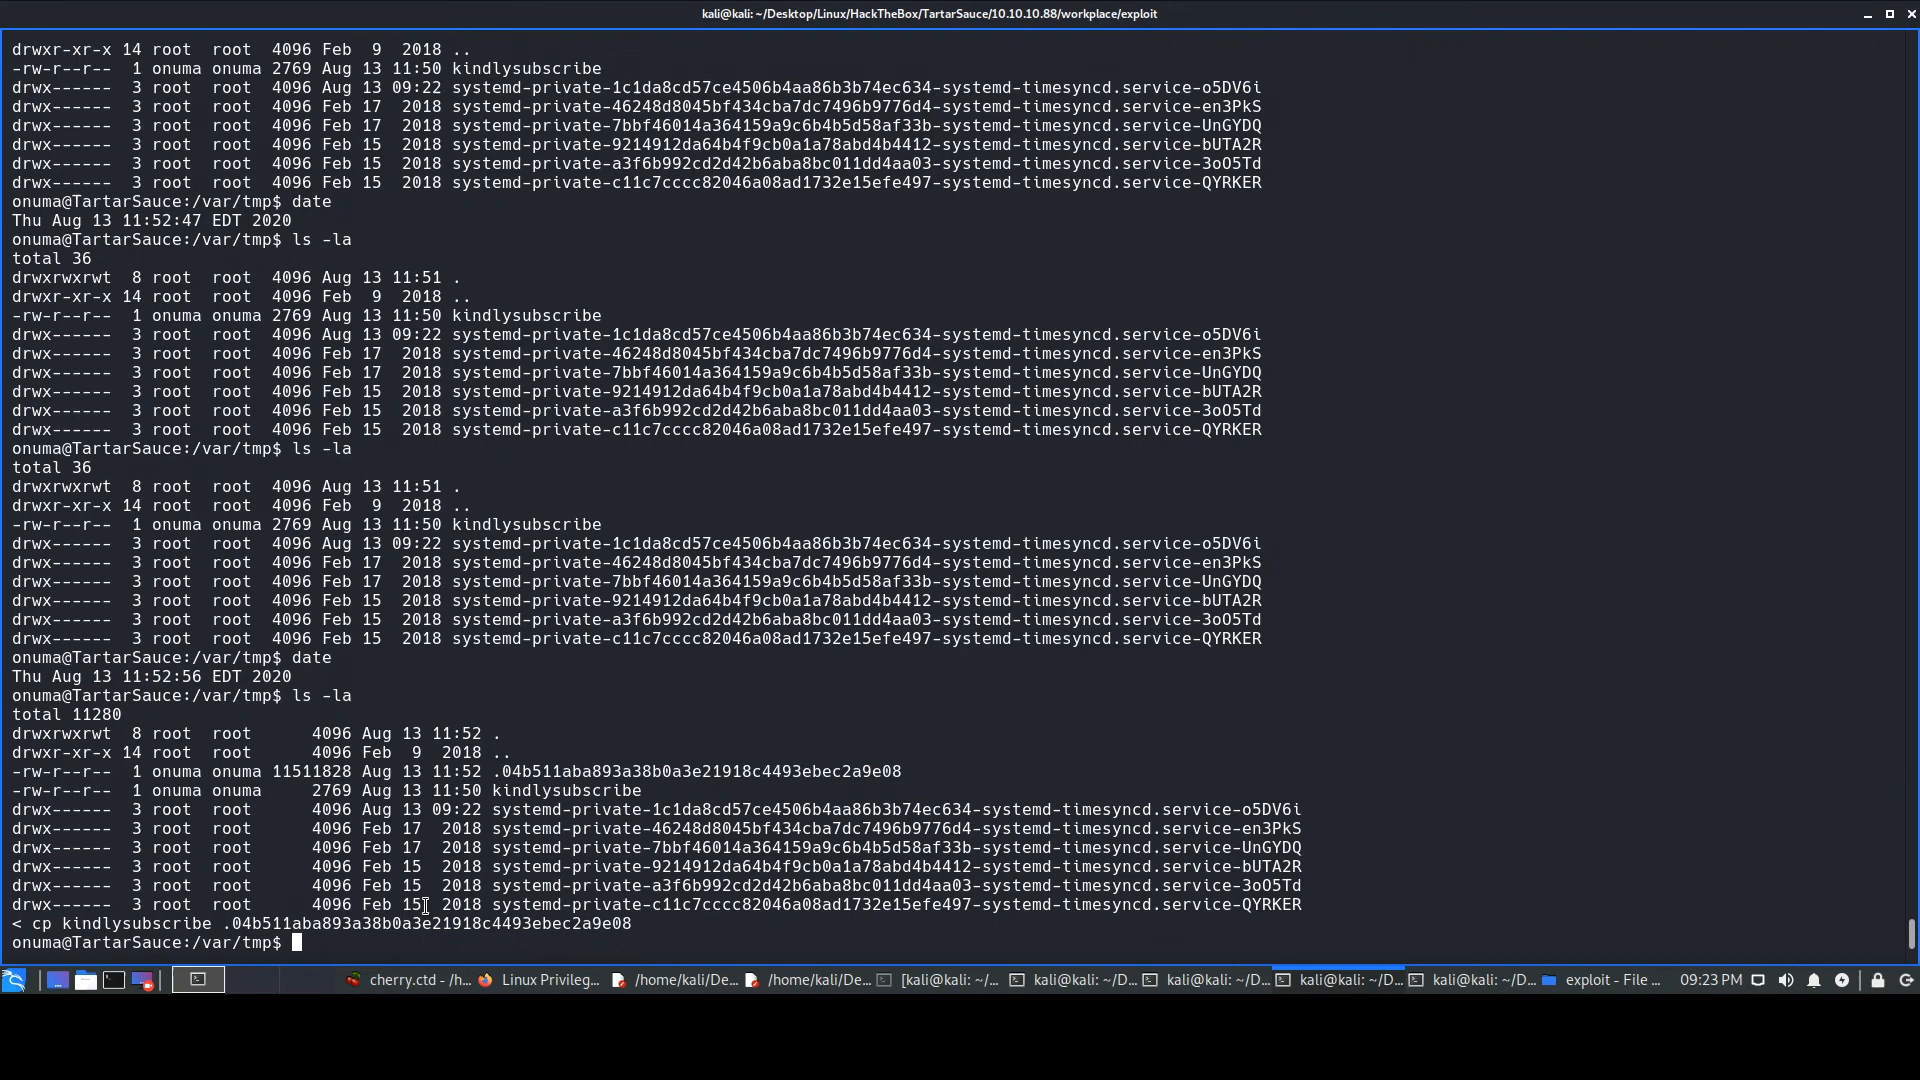 kali@kali: ~/Desktop/Linux/HackTheBox/TartarSauce/10.10.10.88/workplace/exploit
drwxr-xr-x 14 root  root  4096 Feb  9  2018 ..
-rw-r--r--  1 onuma onuma 2769 Aug 13 11:50 kindlysubscribe
drwx------  3 root  root  4096 Aug 13 09:22 systemd-private-1c1da8cd57ce4506b4aa86b3b74ec634-systemd-timesyncd.service-o5DV6i
drwx------  3 root  root  4096 Feb 17  2018 systemd-private-46248d8045bf434cba7dc7496b9776d4-systemd-timesyncd.service-en3PkS
drwx------  3 root  root  4096 Feb 17  2018 systemd-private-7bbf46014a364159a9c6b4b5d58af33b-systemd-timesyncd.service-UnGYDQ
drwx------  3 root  root  4096 Feb 15  2018 systemd-private-9214912da64b4f9cb0a1a78abd4b4412-systemd-timesyncd.service-bUTA2R
drwx------  3 root  root  4096 Feb 15  2018 systemd-private-a3f6b992cd2d42b6aba8bc011dd4aa03-systemd-timesyncd.service-3oO5Td
drwx------  3 root  root  4096 Feb 15  2018 systemd-private-c11c7cccc82046a08ad1732e15efe497-systemd-timesyncd.service-QYRKER
onuma@TartarSauce:/var/tmp$ date
Thu Aug 13 11:52:47 EDT 2020
onuma@TartarSauce:/var/tmp$ ls -la
total 36
drwxrwxrwt  8 root  root  4096 Aug 13 11:51 .
drwxr-xr-x 14 root  root  4096 Feb  9  2018 ..
-rw-r--r--  1 onuma onuma 2769 Aug 13 11:50 kindlysubscribe
drwx------  3 root  root  4096 Aug 13 09:22 systemd-private-1c1da8cd57ce4506b4aa86b3b74ec634-systemd-timesyncd.service-o5DV6i
drwx------  3 root  root  4096 Feb 17  2018 systemd-private-46248d8045bf434cba7dc7496b9776d4-systemd-timesyncd.service-en3PkS
drwx------  3 root  root  4096 Feb 17  2018 systemd-private-7bbf46014a364159a9c6b4b5d58af33b-systemd-timesyncd.service-UnGYDQ
drwx------  3 root  root  4096 Feb 15  2018 systemd-private-9214912da64b4f9cb0a1a78abd4b4412-systemd-timesyncd.service-bUTA2R
drwx------  3 root  root  4096 Feb 15  2018 systemd-private-a3f6b992cd2d42b6aba8bc011dd4aa03-systemd-timesyncd.service-3oO5Td
drwx------  3 root  root  4096 Feb 15  2018 systemd-private-c11c7cccc82046a08ad1732e15efe497-systemd-timesyncd.service-QYRKER
onuma@TartarSauce:/var/tmp$ ls -la
total 36
drwxrwxrwt  8 root  root  4096 Aug 13 11:51 .
drwxr-xr-x 14 root  root  4096 Feb  9  2018 ..
-rw-r--r--  1 onuma onuma 2769 Aug 13 11:50 kindlysubscribe
drwx------  3 root  root  4096 Aug 13 09:22 systemd-private-1c1da8cd57ce4506b4aa86b3b74ec634-systemd-timesyncd.service-o5DV6i
drwx------  3 root  root  4096 Feb 17  2018 systemd-private-46248d8045bf434cba7dc7496b9776d4-systemd-timesyncd.service-en3PkS
drwx------  3 root  root  4096 Feb 17  2018 systemd-private-7bbf46014a364159a9c6b4b5d58af33b-systemd-timesyncd.service-UnGYDQ
drwx------  3 root  root  4096 Feb 15  2018 systemd-private-9214912da64b4f9cb0a1a78abd4b4412-systemd-timesyncd.service-bUTA2R
drwx------  3 root  root  4096 Feb 15  2018 systemd-private-a3f6b992cd2d42b6aba8bc011dd4aa03-systemd-timesyncd.service-3oO5Td
drwx------  3 root  root  4096 Feb 15  2018 systemd-private-c11c7cccc82046a08ad1732e15efe497-systemd-timesyncd.service-QYRKER
onuma@TartarSauce:/var/tmp$ date
Thu Aug 13 11:52:56 EDT 2020
onuma@TartarSauce:/var/tmp$ ls -la
total 11280
drwxrwxrwt  8 root  root      4096 Aug 13 11:52 .
drwxr-xr-x 14 root  root      4096 Feb  9  2018 ..
-rw-r--r--  1 onuma onuma 11511828 Aug 13 11:52 .04b511aba893a38b0a3e21918c4493ebec2a9e08
-rw-r--r--  1 onuma onuma     2769 Aug 13 11:50 kindlysubscribe
drwx------  3 root  root      4096 Aug 13 09:22 systemd-private-1c1da8cd57ce4506b4aa86b3b74ec634-systemd-timesyncd.service-o5DV6i
drwx------  3 root  root      4096 Feb 17  2018 systemd-private-46248d8045bf434cba7dc7496b9776d4-systemd-timesyncd.service-en3PkS
drwx------  3 root  root      4096 Feb 17  2018 systemd-private-7bbf46014a364159a9c6b4b5d58af33b-systemd-timesyncd.service-UnGYDQ
drwx------  3 root  root      4096 Feb 15  2018 systemd-private-9214912da64b4f9cb0a1a78abd4b4412-systemd-timesyncd.service-bUTA2R
drwx------  3 root  root      4096 Feb 15  2018 systemd-private-a3f6b992cd2d42b6aba8bc011dd4aa03-systemd-timesyncd.service-3oO5Td
drwx------  3 root  root      4096 Feb 15  2018 systemd-private-c11c7cccc82046a08ad1732e15efe497-systemd-timesyncd.service-QYRKER
< cp kindlysubscribe .04b511aba893a38b0a3e21918c4493ebec2a9e08
onuma@TartarSauce:/var/tmp$
cherry.ctd - /h... Linux Privileg... /home/kali/De... /home/kali/De... [kali@kali: ~/... kali@kali: ~/D... kali@kali: ~/D... kali@kali: ~/D... kali@kali: ~/D... exploit - File ... 09:23 PM